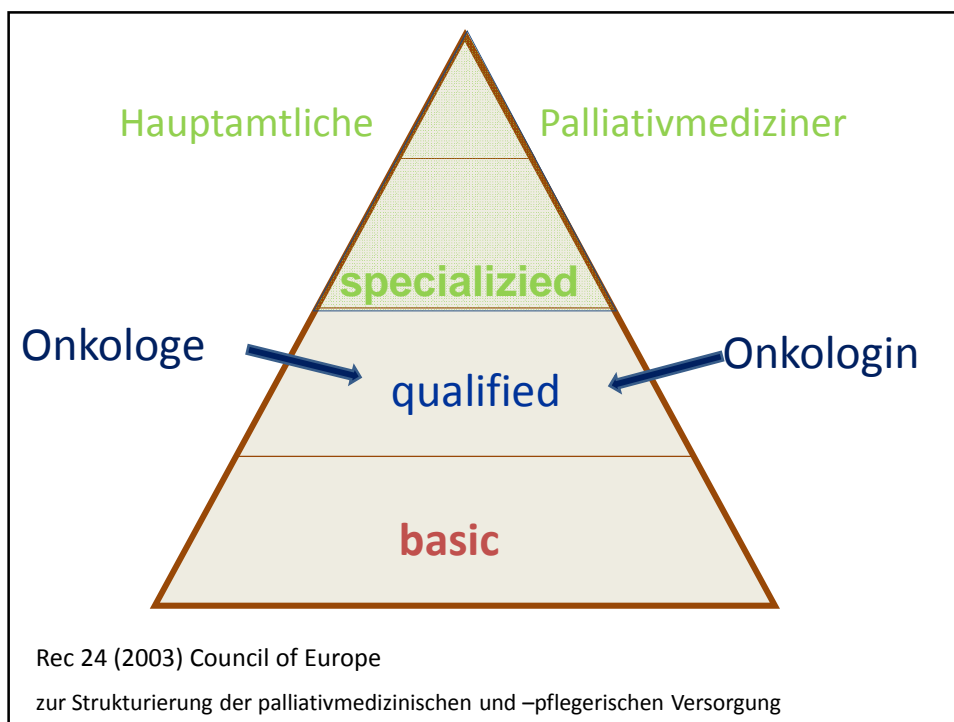 Hauptamtliche Palliativmediziner
specializied
Onkologe Onkologin
qualified
basic
Rec 24 (2003) Council of Europe
zur Strukturierung der palliativmedizinischen und –pflegerischen Versorgung